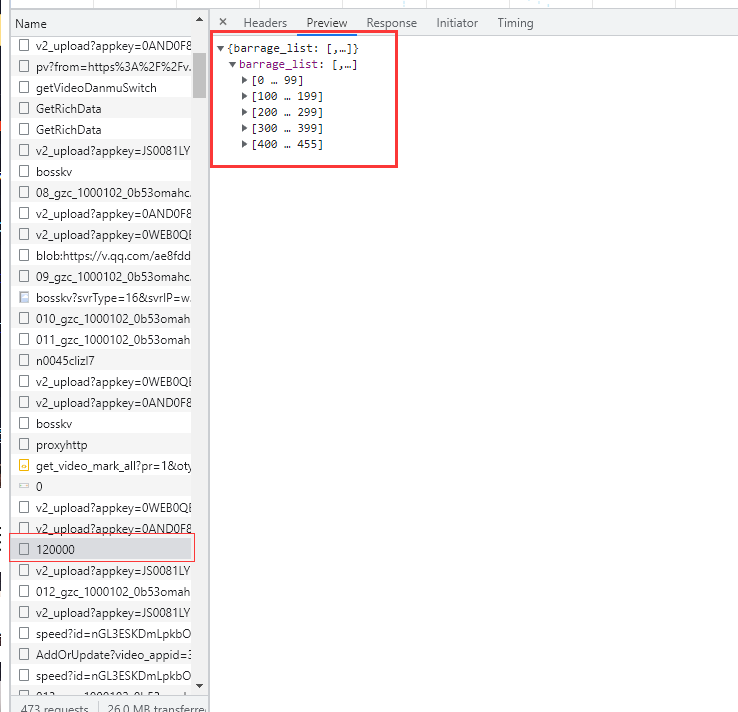 Name
v2_upload?appkey=0AND0F8
pv?from=https%3A%2F%2Fv.
getVideoDanmuSwitch
GetRichData
GetRichData
v2_upload?appkey=JS0081LY
bosskv
08_gzc_1000102_0b53omahc
v2_upload?appkey=0AND0F8
v2_upload?appkey=0WEB0QE
blob:https://v.qq.com/ae8fdd
09_gzc_1000102_0b53omahc
bosskv?svrType=16&svrIP=w
010_gzc_1000102_0b53omah
011_gzc_1000102_0b53omah
n0045clizl7
v2_upload?appkey=0WEB0QE
v2_upload?appkey=0AND0F8
bosskv
proxyhttp
get_video_mark_all?pr=1&oty
0
v2_upload?appkey=0WEB0QE
v2_upload?appkey=0AND0F8
120000
v2_upload?appkey=JS0081LY
012_gzc_1000102_0b53omah
v2_upload?appkey=JS0081LY
speed?id=nGL3ESKDmLpkbO
AddOrUpdate?video_appid=3
speed?id=nGL3ESKDmLpkbO
013_gzc_1000102_0b53omah
473 requests 26.0 MB transferre
× Headers Preview Response Initiator Timing
▼{barrage_list: [,…]}
▼barrage_list: [,…]
▶[0 … 99]
▶[100 … 199]
▶[200 … 299]
▶[300 … 399]
▶[400 … 455]